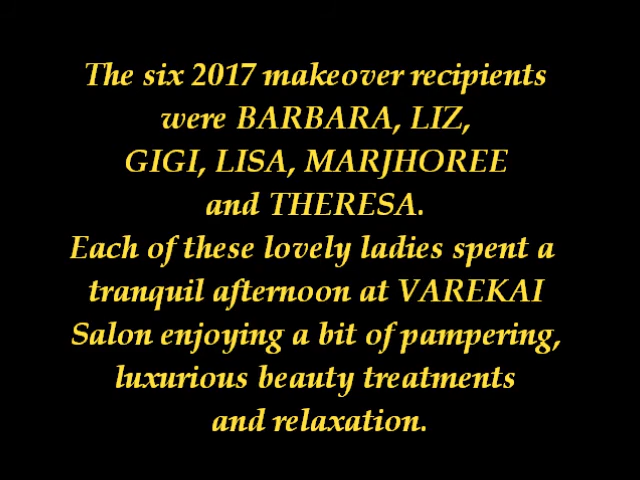 The six 2017 makeover recipients
were BARBARA, LIZ,
GIGI, LISA, MARJHOREE
and THERESA.
Each of these lovely ladies spent a
tranquil afternoon at VAREKAI
Salon enjoying a bit of pampering,
luxurious beauty treatments
and relaxation.